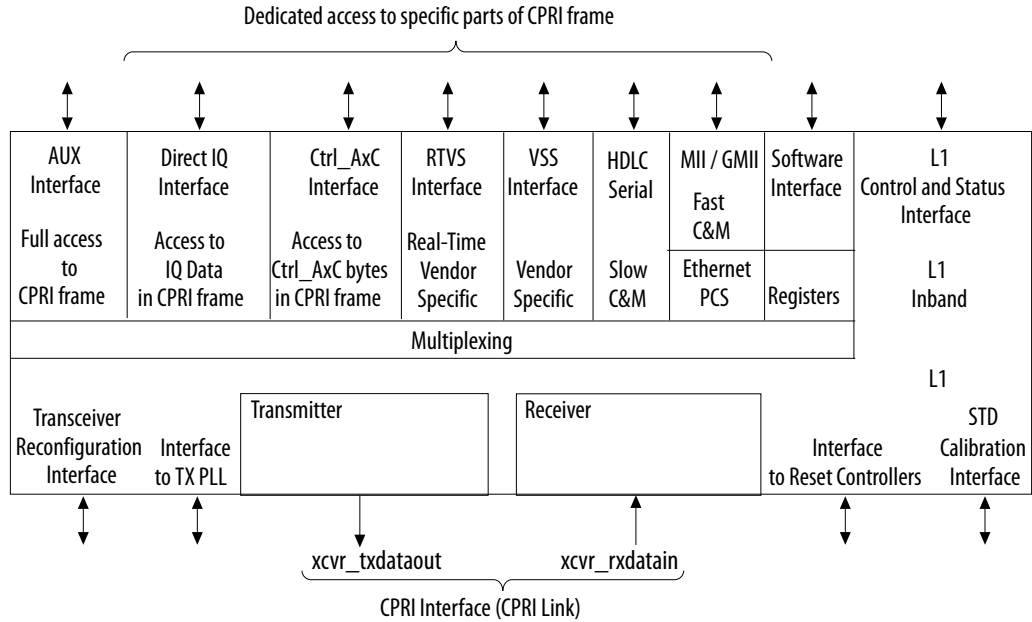 Dedicated access to specific parts of CPRI frame
AUX
Interface
Full access
to
CPRI frame
Direct IQ
Interface
Access to
IQ Data
in CPRI frame
Ctrl_AxC
Interface
Access to
Ctrl_AxC bytes
in CPRI frame
RTVS
Interface
Real-Time
Vendor
Specific
VSS
Interface
Vendor
Specific
HDLC
Serial
Slow
C&M
MII / GMII
Fast
C&M
Ethernet
PCS
Software
Interface
Registers
L1
Control and Status
Interface
L1
Inband
L1
Multiplexing
Transceiver
Reconfiguration
Interface
Interface
to TX PLL
Transmitter
Receiver
Interface
to Reset Controllers
STD
Calibration
Interface
xcvr_txdataout
xcvr_rxdatain
CPRI Interface (CPRI Link)